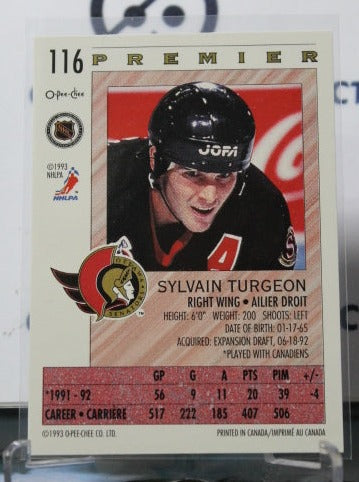 116 PREMIER
O-Pee-Chee
©1993
NHLPA
NHLPA
JOFA
A
OTTAWA
SENATORS
TM
SYLVAIN TURGEON
RIGHT WING • AILIER DROIT
HEIGHT: 6'0" WEIGHT: 200 SHOOTS: LEFT
DATE OF BIRTH: 01-17-65
ACQUIRED: EXPANSION DRAFT, 06-18-92
*PLAYED WITH CANADIENS
GP G A PTS PIM +/-
*1991 - 92 56 9 11 20 39 -4
CAREER • CARRIÈRE 517 222 185 407 506
©1993 O-PEE-CHEE CO. LTD. PRINTED IN CANADA/IMPRIMÉ AU CANADA